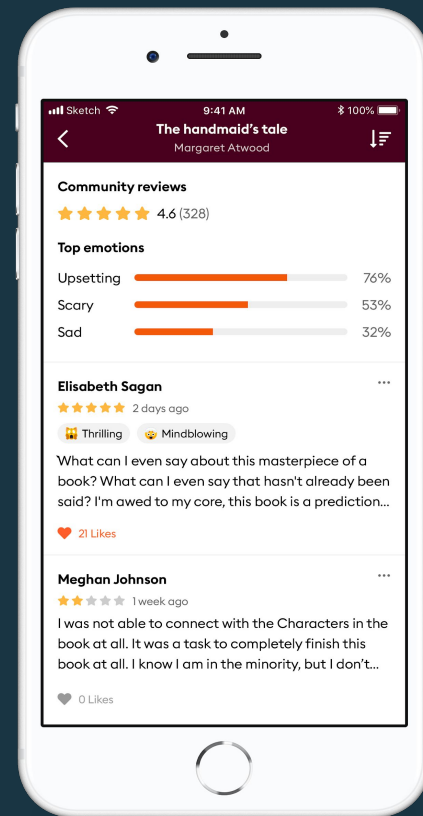 Sketch 9:41 AM 100%
The handmaid's tale
Margaret Atwood
Community reviews
4.6 (328)
Top emotions
Upsetting 76%
Scary 53%
Sad 32%
Elisabeth Sagan
2 days ago
Thrilling Mindblowing
What can I even say about this masterpiece of a
book? What can I even say that hasn't already been
said? I'm awed to my core, this book is a prediction...
21 Likes
Meghan Johnson
1 week ago
I was not able to connect with the Characters in the
book at all. It was a task to completely finish this
book at all. I know I am in the minority, but I don't...
0 Likes